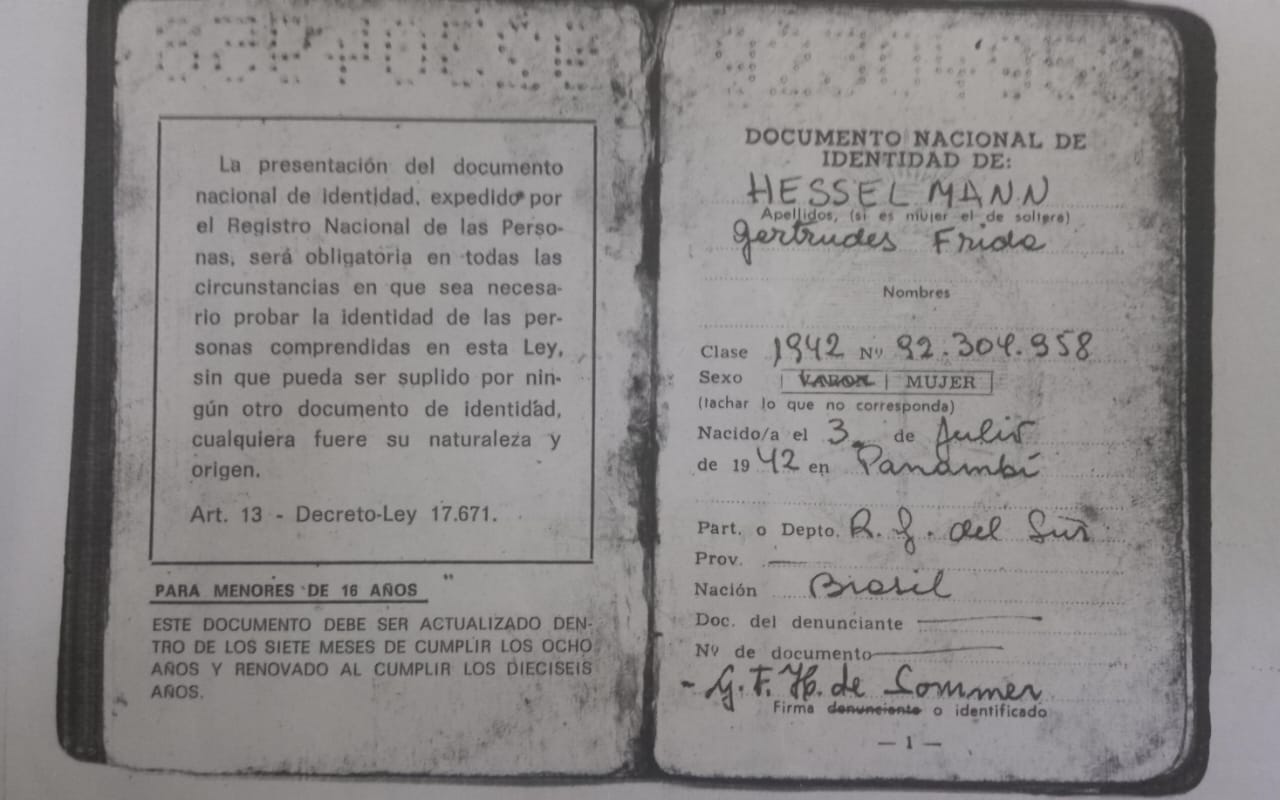 La presentación del documento
nacional de identidad, expedido por
el Registro Nacional de las Perso-
nas, será obligatoria en todas las
circunstancias en que sea necesa-
rio probar la identidad de las per-
sonas comprendidas en esta Ley,
sin que pueda ser suplido por nin-
gún otro documento de identidad,
cualquiera fuere su naturaleza y
origen.
Art. 13 - Decreto-Ley 17.671.
PARA MENORES DE 16 AÑOS
ESTE DOCUMENTO DEBE SER ACTUALIZADO DEN-
TRO DE LOS SIETE MESES DE CUMPLIR LOS OCHO
AÑOS Y RENOVADO AL CUMPLIR LOS DIECISEIS
AÑOS.
DOCUMENTO NACIONAL DE
IDENTIDAD DE:
HESSELMANN
Apellidos, (si es mujer el de soltera)
Gertrudes Frida
Nombres
Clase 1942 Nº 92.304.958
Sexo VARON MUJER
(tachar lo que no corresponda)
Nacido/a el 3 de Julio
de 1942 en Panambí
Part. o Depto. R. G. del Sur
Prov.
Nación Brasil
Doc. del denunciante
Nº de documento
- G. F. H. de Sommer
Firma denunciante o identificado
— 1 —